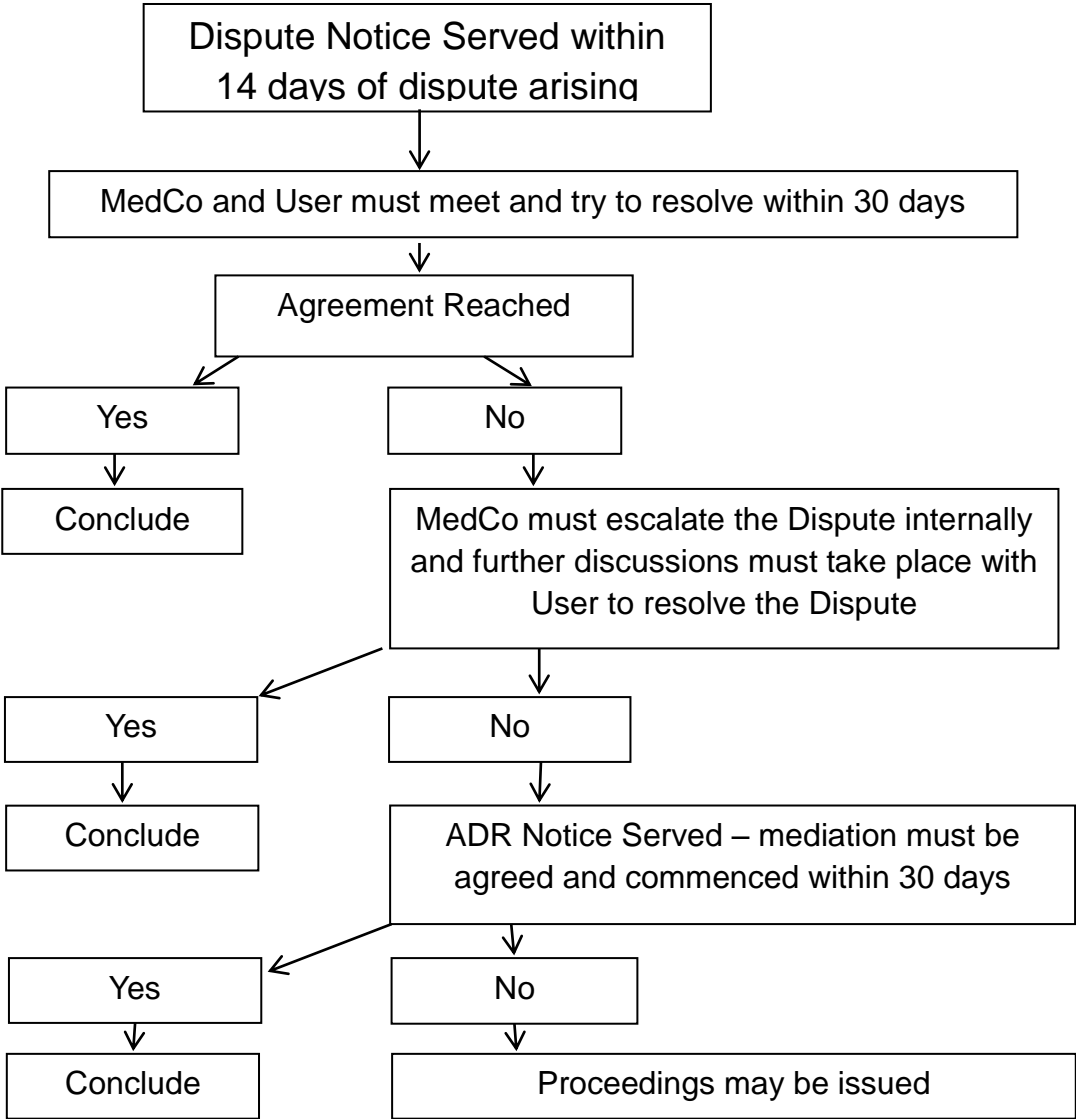 Dispute Notice Served within
14 days of dispute arising
MedCo and User must meet and try to resolve within 30 days
Agreement Reached
Yes
No
Conclude
MedCo must escalate the Dispute internally
and further discussions must take place with
User to resolve the Dispute
Yes
No
Conclude
ADR Notice Served – mediation must be
agreed and commenced within 30 days
Yes
No
Conclude
Proceedings may be issued